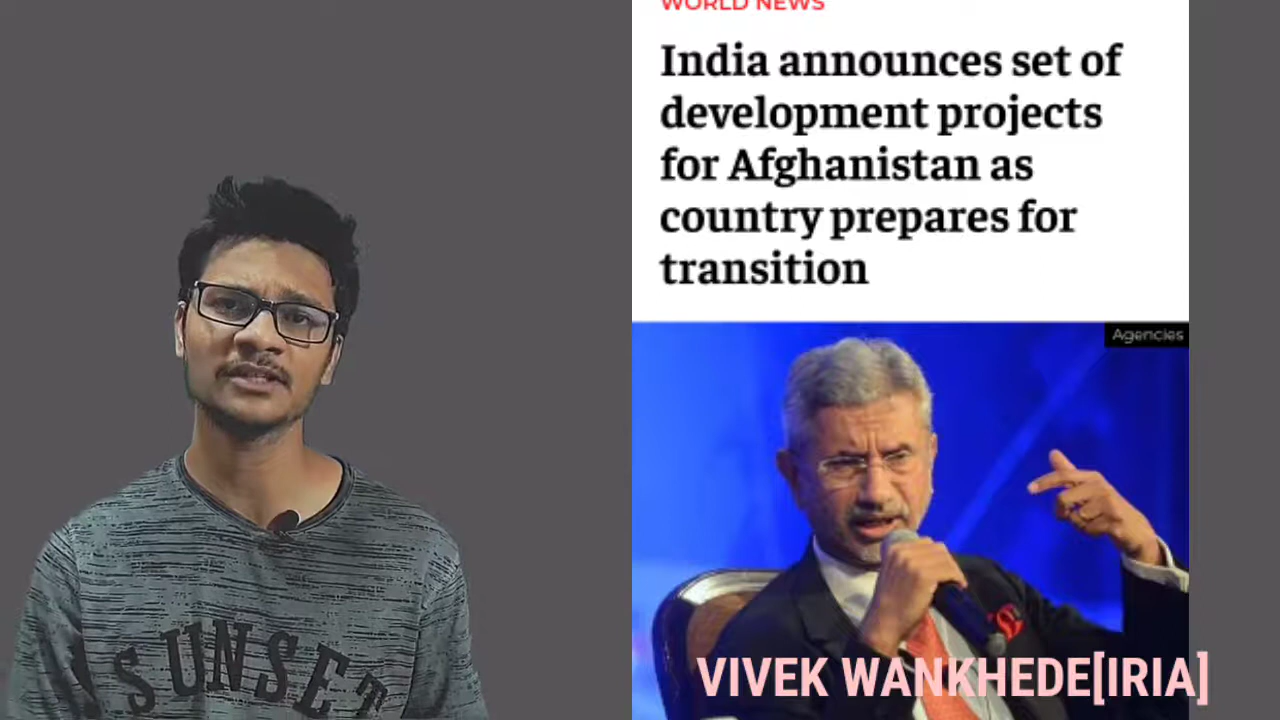 WORLD NEWS
India announces set of
development projects
for Afghanistan as
country prepares for
transition
Agencies
SUNSET
VIVEK WANKHEDE[IRIA]